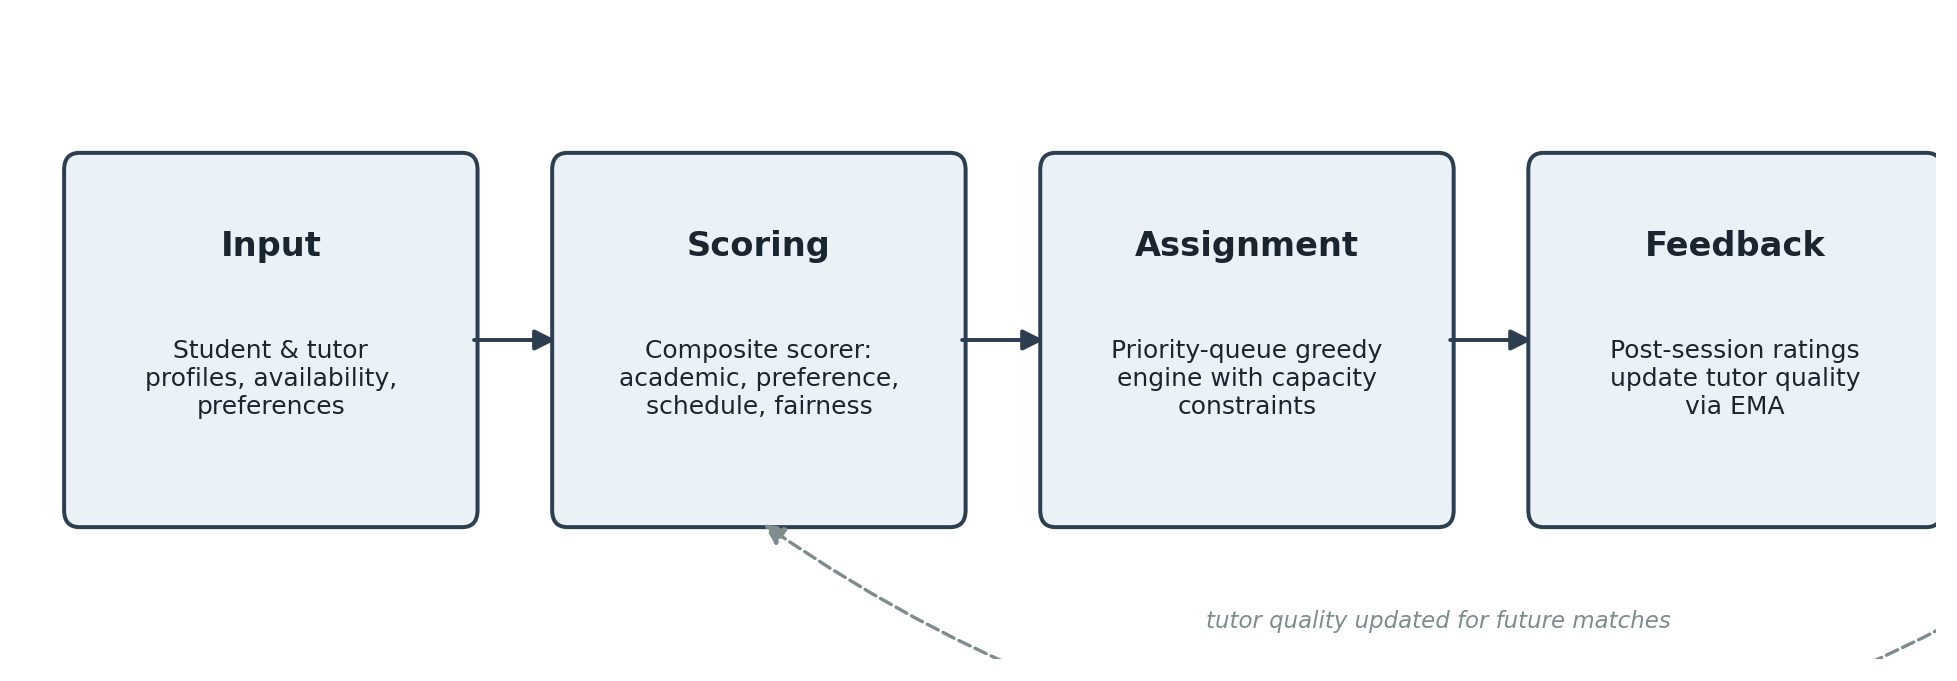 Input
Student & tutor
profiles, availability,
preferences
Scoring
Composite scorer:
academic, preference,
schedule, fairness
Assignment
Priority-queue greedy
engine with capacity
constraints
Feedback
Post-session ratings
update tutor quality
via EMA
tutor quality updated for future matches